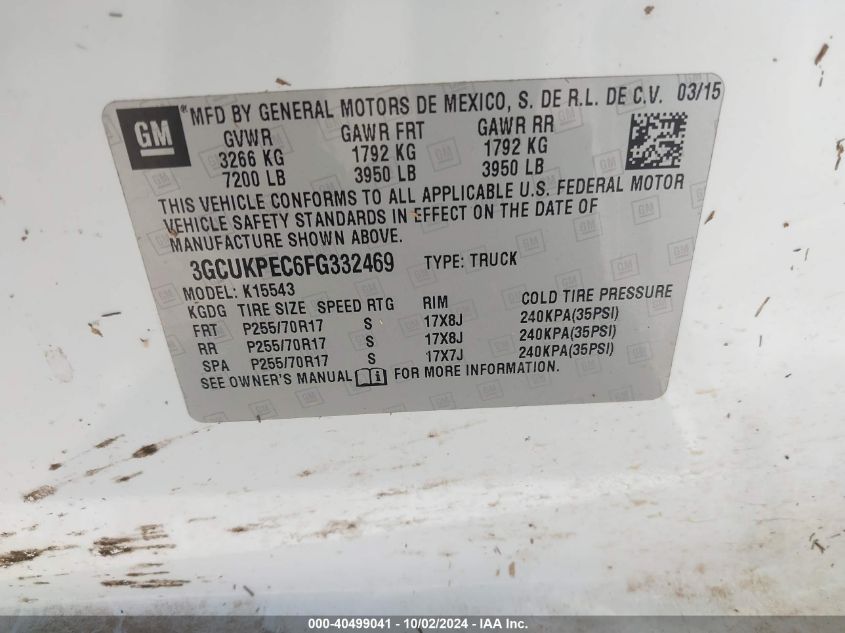 GM
MFD BY GENERAL MOTORS DE MEXICO, S. DE R.L. DE C.V. 03/15
GVWR GAWR FRT GAWR RR
3266 KG 1792 KG 1792 KG
7200 LB 3950 LB 3950 LB
THIS VEHICLE CONFORMS TO ALL APPLICABLE U.S. FEDERAL MOTOR
VEHICLE SAFETY STANDARDS IN EFFECT ON THE DATE OF
MANUFACTURE SHOWN ABOVE.
3GCUKPEC6FG332469 TYPE: TRUCK
MODEL: K15543
KGDG TIRE SIZE SPEED RTG RIM COLD TIRE PRESSURE
FRT P255/70R17 S 17X8J 240KPA(35PSI)
RR P255/70R17 S 17X8J 240KPA(35PSI)
SPA P255/70R17 S 17X7J 240KPA(35PSI)
SEE OWNER'S MANUAL FOR MORE INFORMATION.
000-40499041 - 10/02/2024 - IAA Inc.